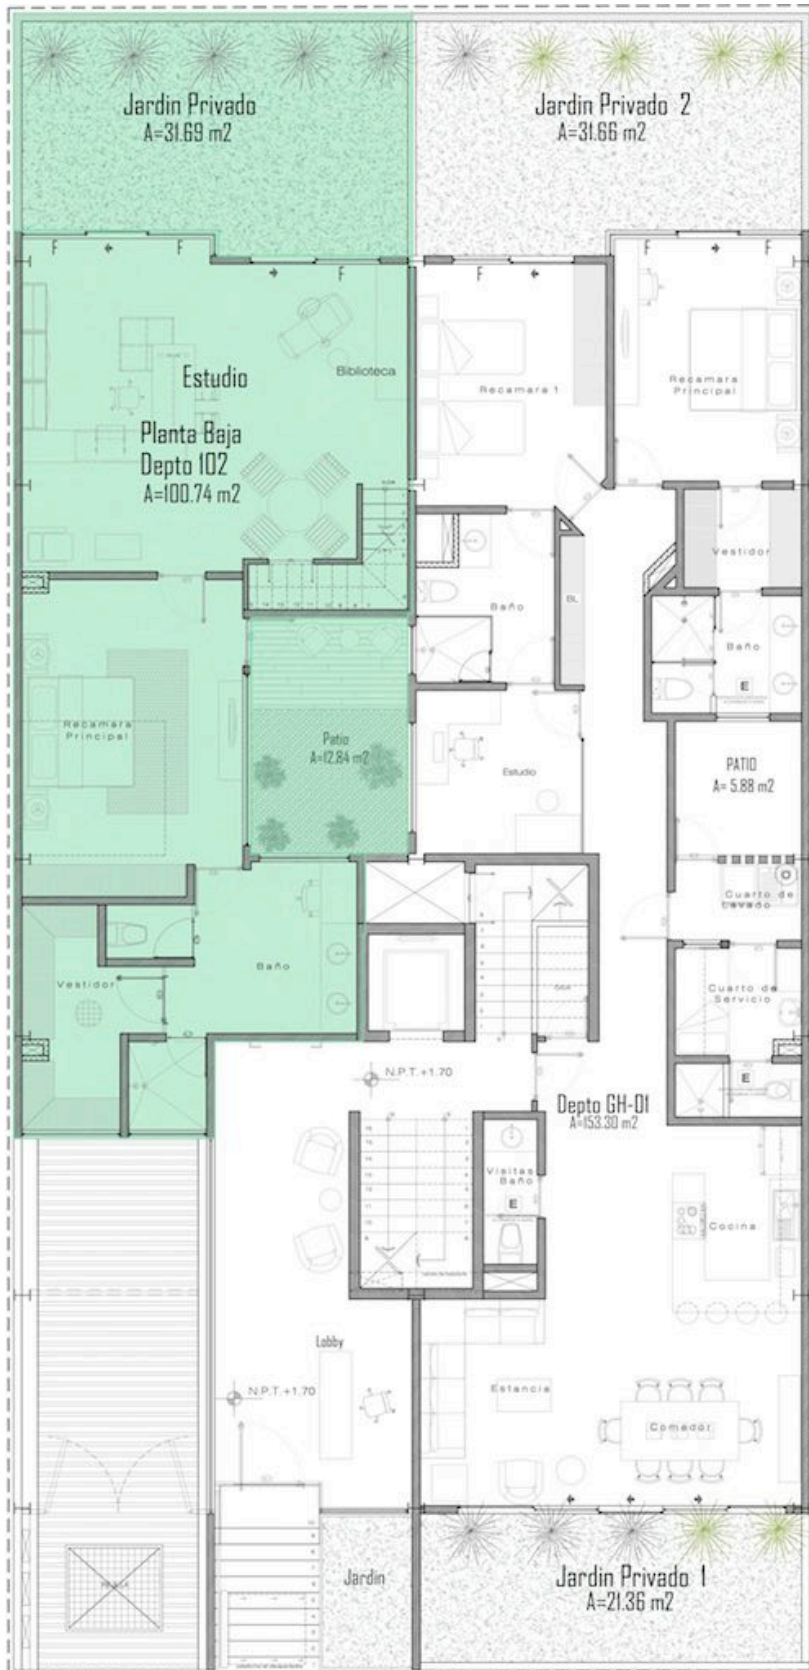 Jardin Privado
A=31.69 m2
Jardin Privado 2
A=31.66 m2
F
F
F
F
F
F
Estudio
Biblioteca
Recamara 1
Recamara
Principal
Planta Baja
Depto 102
A=100.74 m2
Vestidor
BL
Baño
Baño
E
Recamara
Principal
Patio
A=12.84 m2
Estudio
PATIO
A= 5.88 m2
Cuarto de
Lavado
Vestidor
Baño
Cuarto de
Servicio
N.P.T.+1.70
E
Depto GH-01
A=153.30 m2
Visitas
Baño
E
Cocina
Lobby
N.P.T.+1.70
Estancia
Comedor
Jardin
Jardin Privado 1
A=21.36 m2